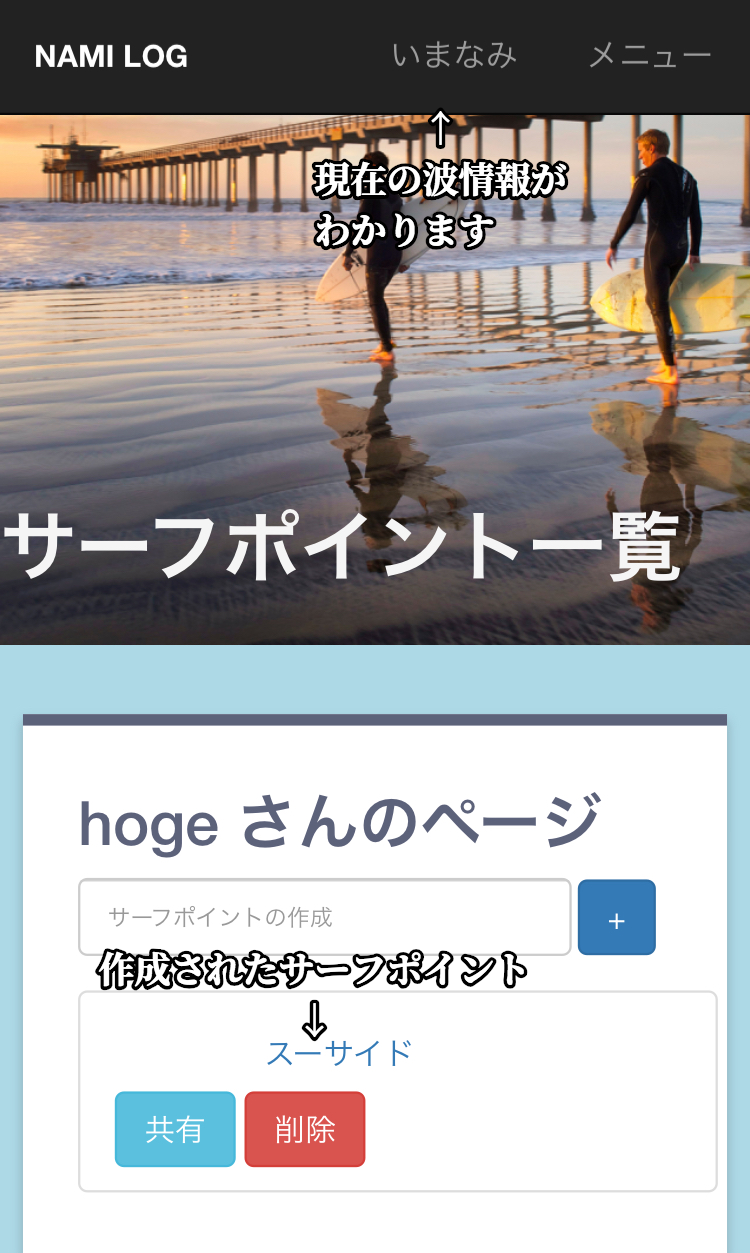 NAMI LOG いまなみ メニュー
↑
現在の波情報が
わかります
サーフポイント一覧
hoge さんのページ
サーフポイントの作成 +
作成されたサーフポイント
↓
スーサイド
共有 削除